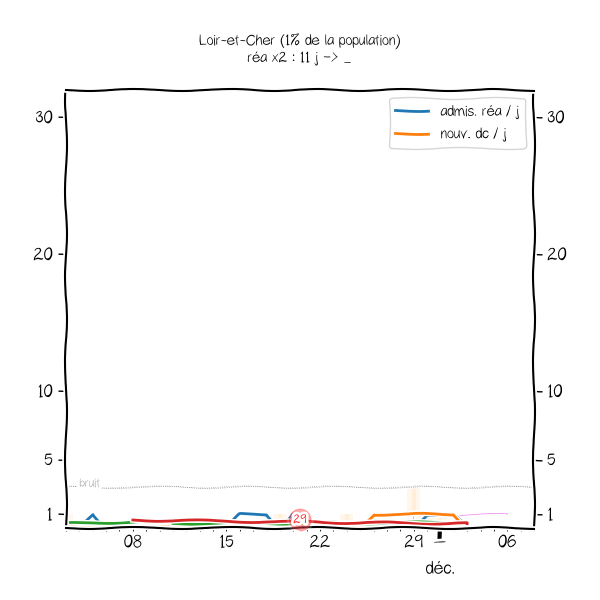 Loir-et-Cher (1% de la population)
réa x2 : 11 j -> _
admis. réa / j
nouv. dc / j
30
30
20
20
10
10
5
5
bruit
1
1
29
08
15
22
29
06
déc.